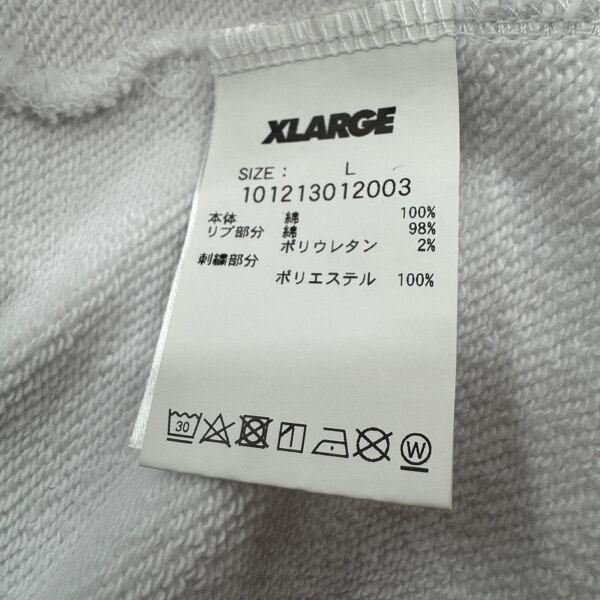 XLARGE
SIZE : L
101213012003
本体 綿 100%
リブ部分 綿 98%
ポリウレタン 2%
刺繍部分
ポリエステル 100%
30 W